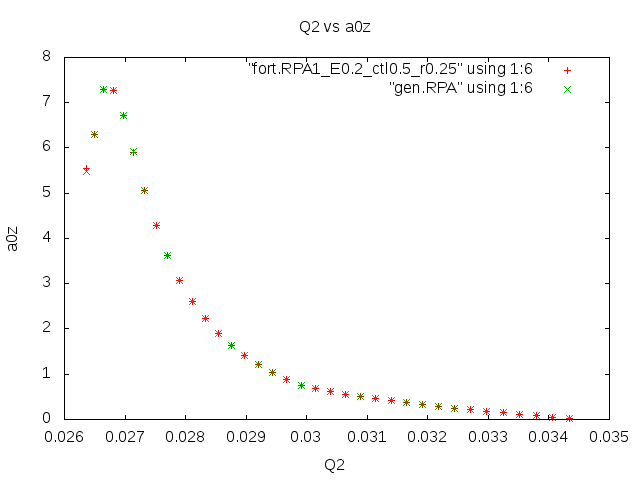 Q2 vs a0z
"fort.RPA1_E0.2_ctl0.5_r0.25" using 1:6
"gen.RPA" using 1:6
8
7
6
5
4
3
2
1
0
a0z
0.026 0.027 0.028 0.029 0.03 0.031 0.032 0.033 0.034 0.035
Q2